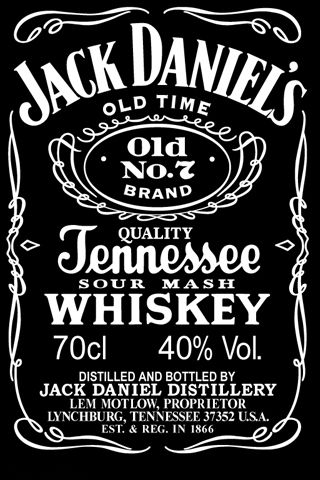 JACK DANIEL'S
OLD TIME
Old
No.7
BRAND
QUALITY
Tennessee
SOUR MASH
WHISKEY
70cl 40% Vol.
DISTILLED AND BOTTLED BY
JACK DANIEL DISTILLERY
LEM MOTLOW, PROPRIETOR
LYNCHBURG, TENNESSEE 37352 U.S.A.
EST. & REG. IN 1866